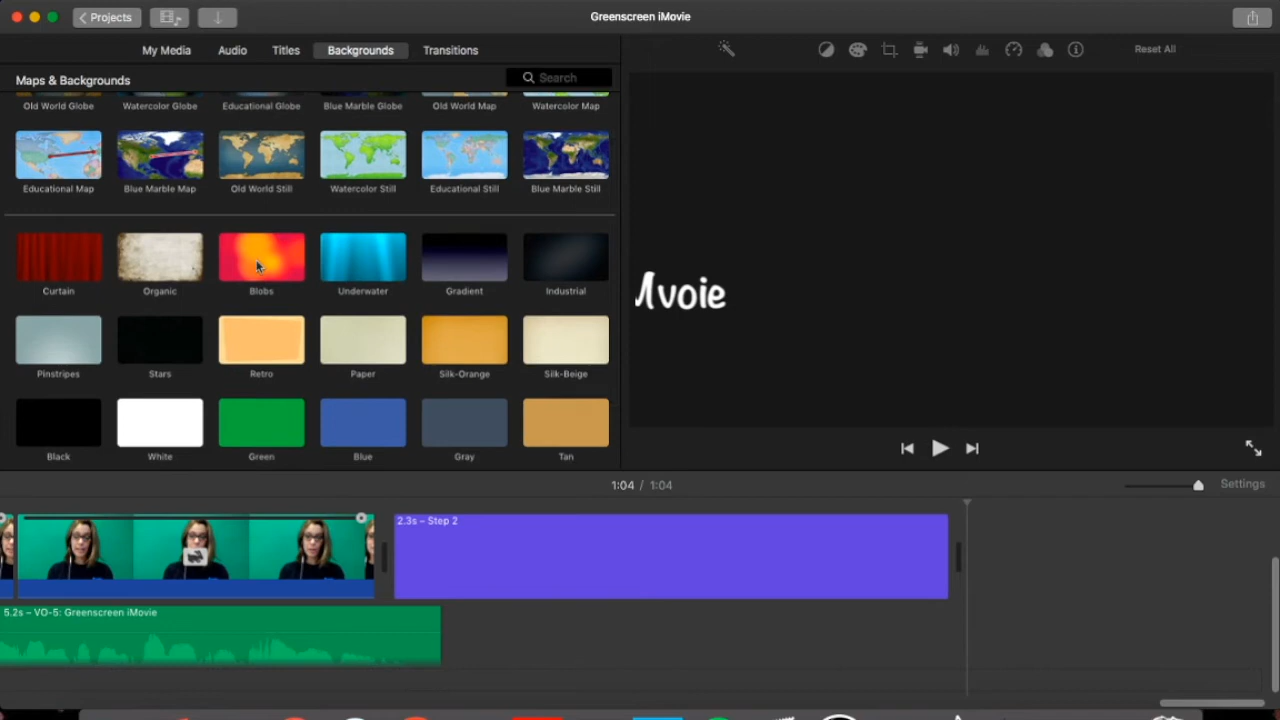 Projects
Greenscreen iMovie
My Media Audio Titles Backgrounds Transitions
Reset All
Maps & Backgrounds
Search
Old World Globe Watercolor Globe Educational Globe Blue Marble Globe Old World Map Watercolor Map
Educational Map Blue Marble Map Old World Still Watercolor Still Educational Still Blue Marble Still
Curtain Organic Blobs Underwater Gradient Industrial
Mvoie
Pinstripes Stars Retro Paper Silk-Orange Silk-Beige
Black White Green Blue Gray Tan
1:04 / 1:04
Settings
2.3s – Step 2
5.2s – VO-5: Greenscreen iMovie